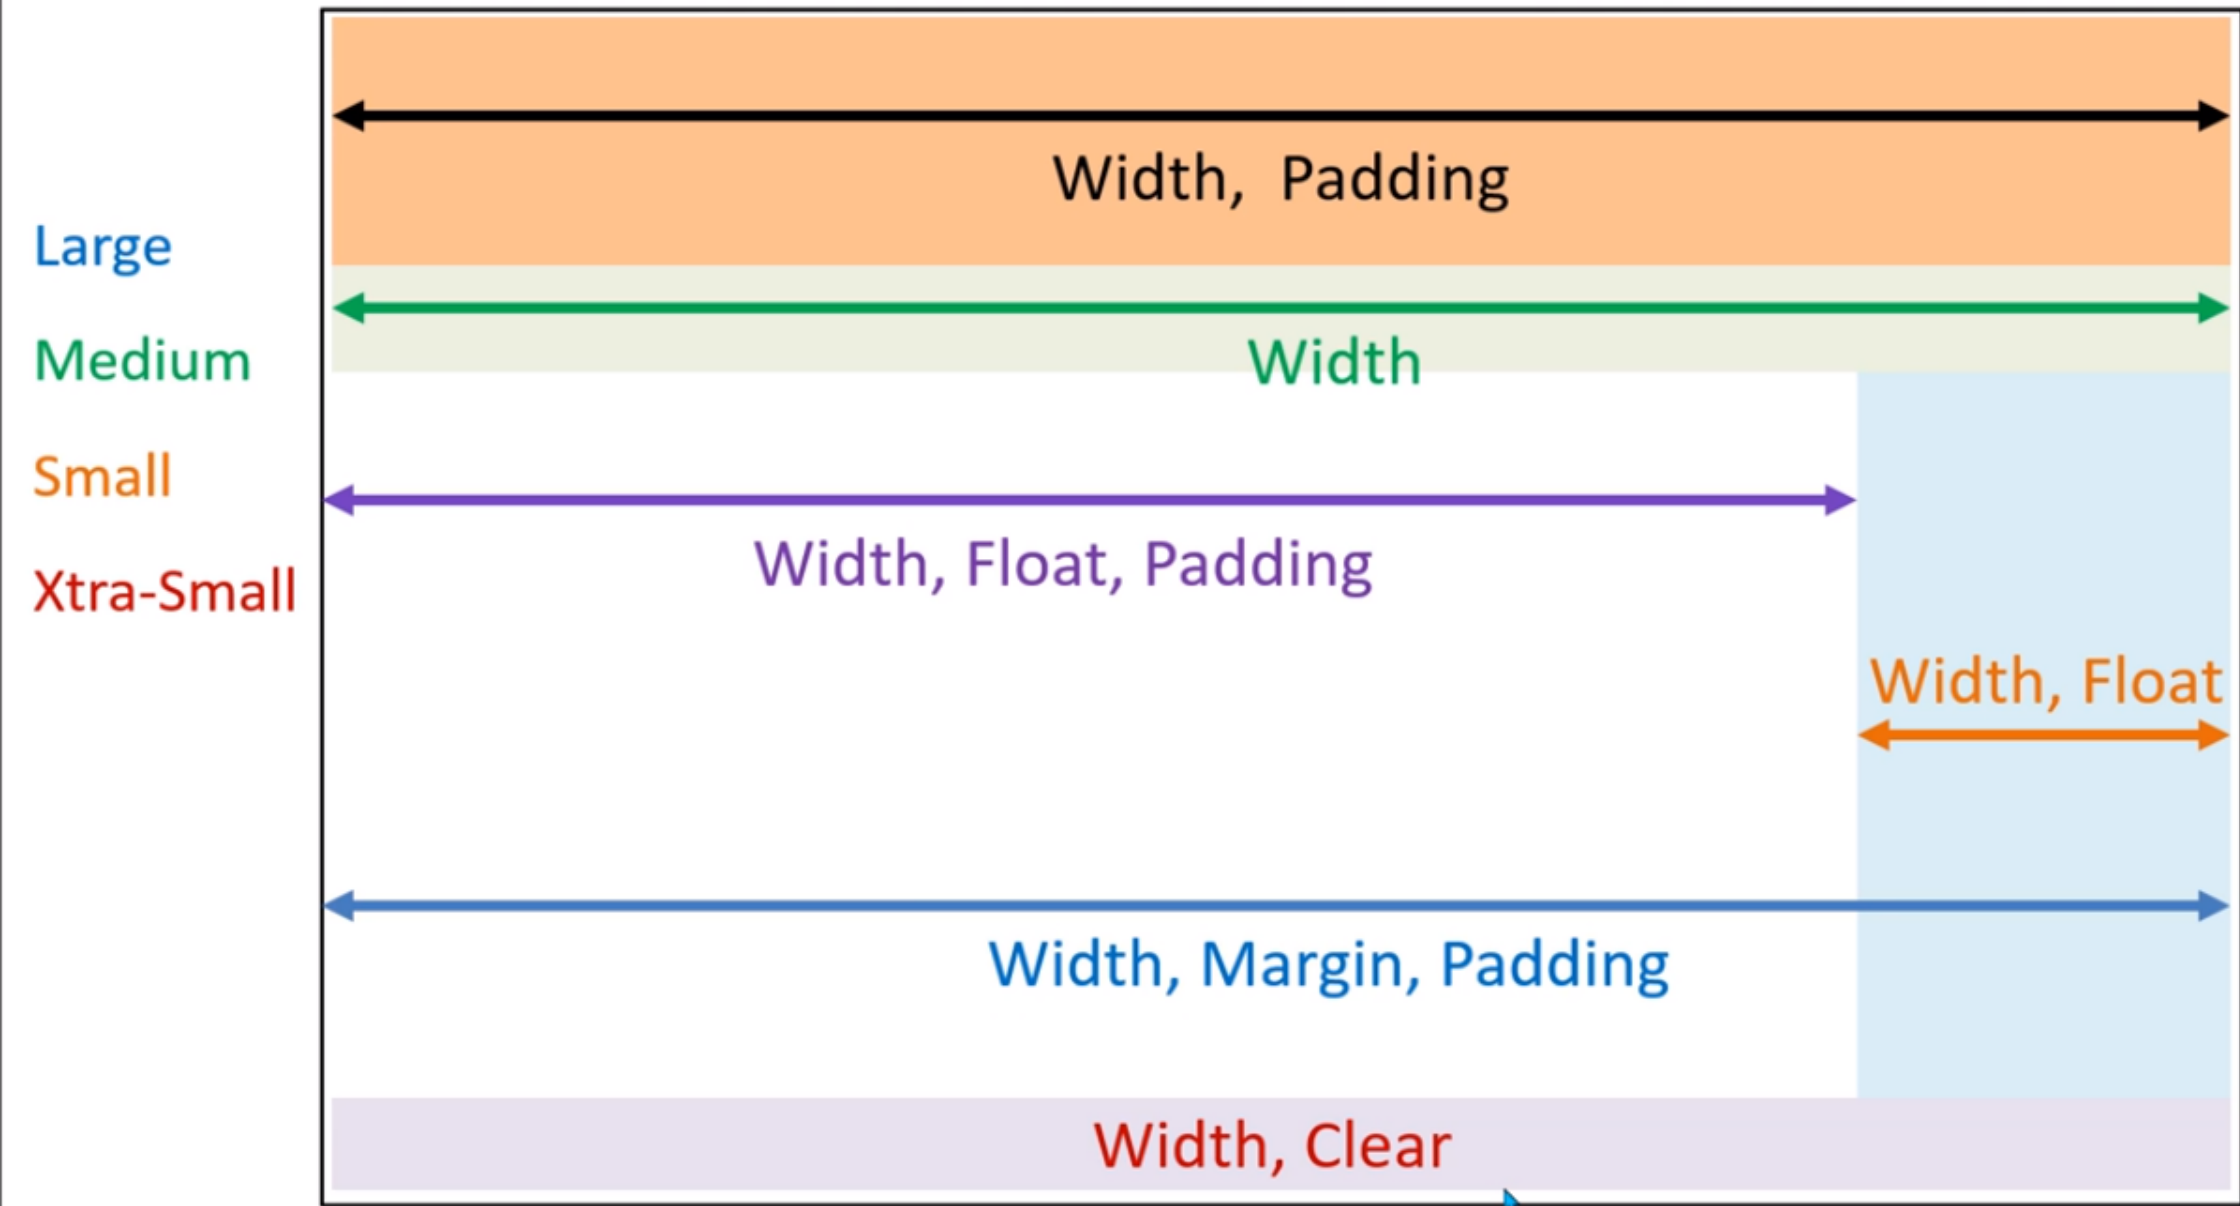 Large
Medium
Small
Xtra-Small
Width,  Padding
Width
Width, Float, Padding
Width, Float
Width, Margin, Padding
Width, Clear